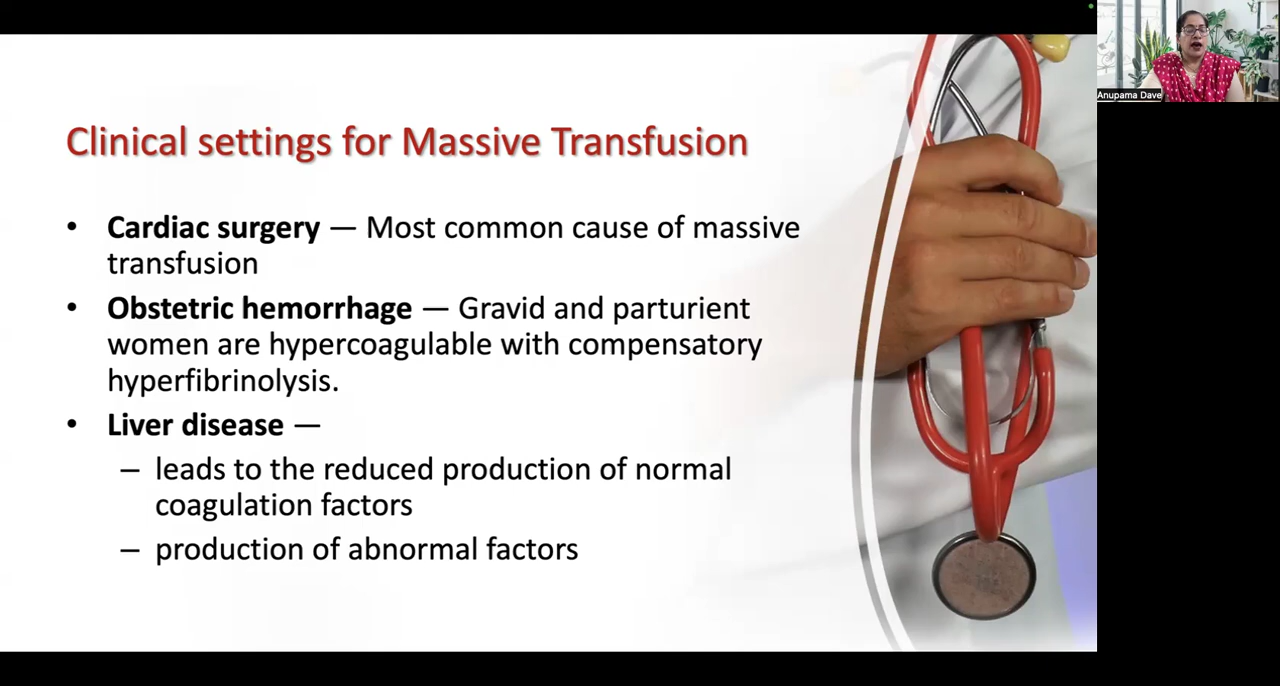 Clinical settings for Massive Transfusion
• Cardiac surgery — Most common cause of massive
transfusion
• Obstetric hemorrhage — Gravid and parturient
women are hypercoagulable with compensatory
hyperfibrinolysis.
• Liver disease —
– leads to the reduced production of normal
coagulation factors
– production of abnormal factors
Anupama Dave